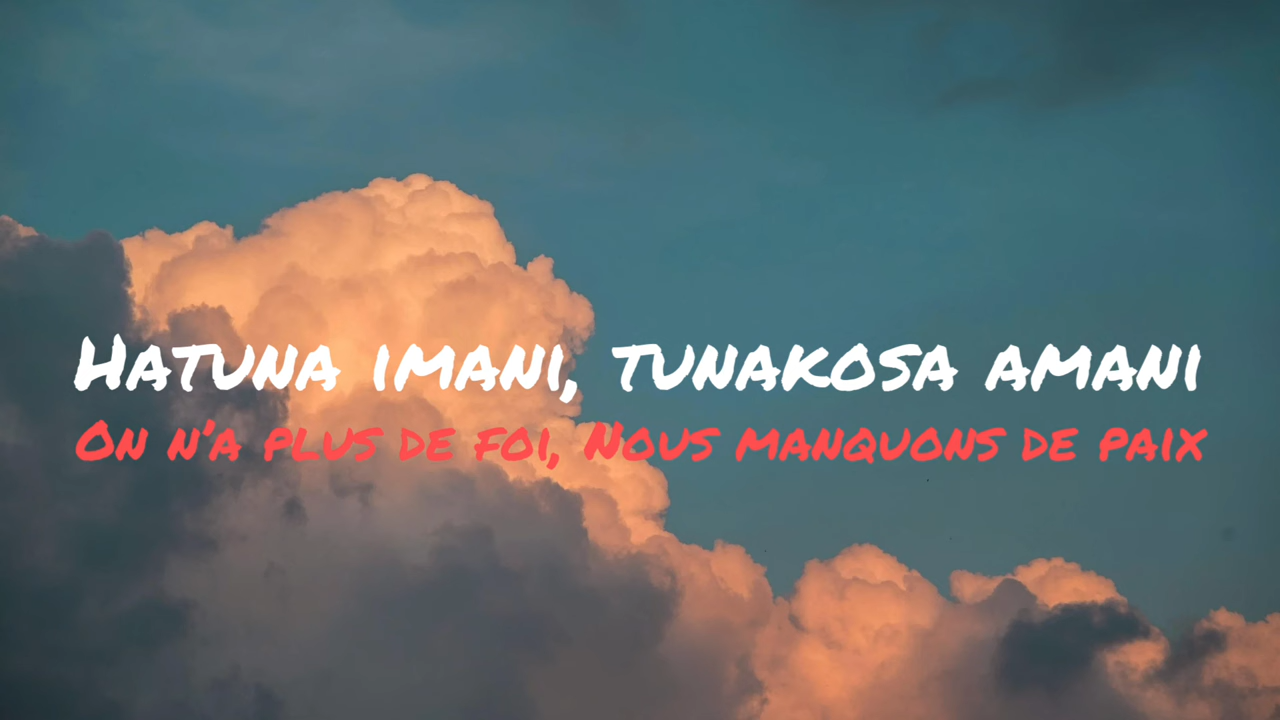 Hatuna imani, tunakosa amani
On n'a plus de foi, Nous manquons de paix